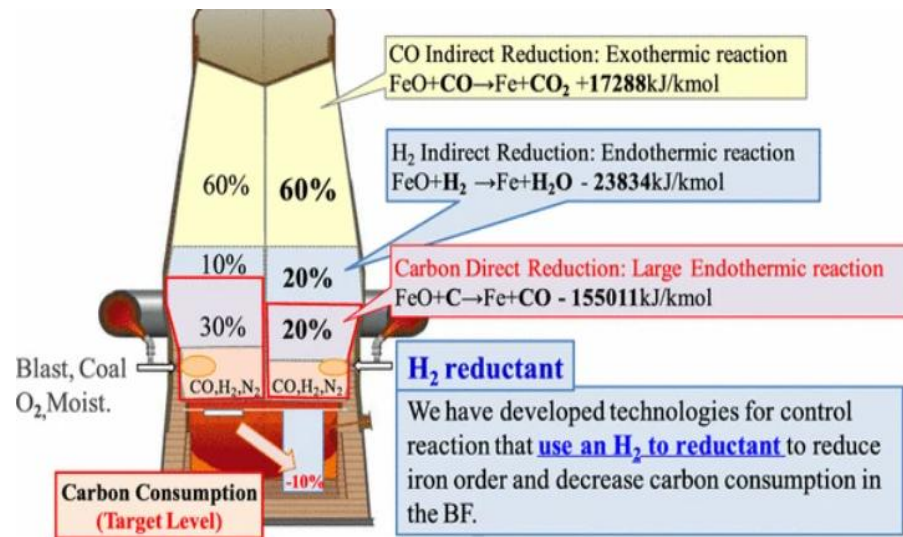 CO Indirect Reduction: Exothermic reaction
FeO+CO→Fe+CO₂ +17288kJ/kmol
H₂ Indirect Reduction: Endothermic reaction
FeO+H₂ →Fe+H₂O - 23834kJ/kmol
60%
60%
10%
20%
Carbon Direct Reduction: Large Endothermic reaction
FeO+C→Fe+CO - 155011kJ/kmol
30%
20%
Blast, Coal
O₂,Moist.
CO,H₂,N₂
CO,H₂,N₂
H₂ reductant
We have developed technologies for control
reaction that use an H₂ to reductant to reduce
iron order and decrease carbon consumption in
the BF.
-10%
Carbon Consumption
(Target Level)